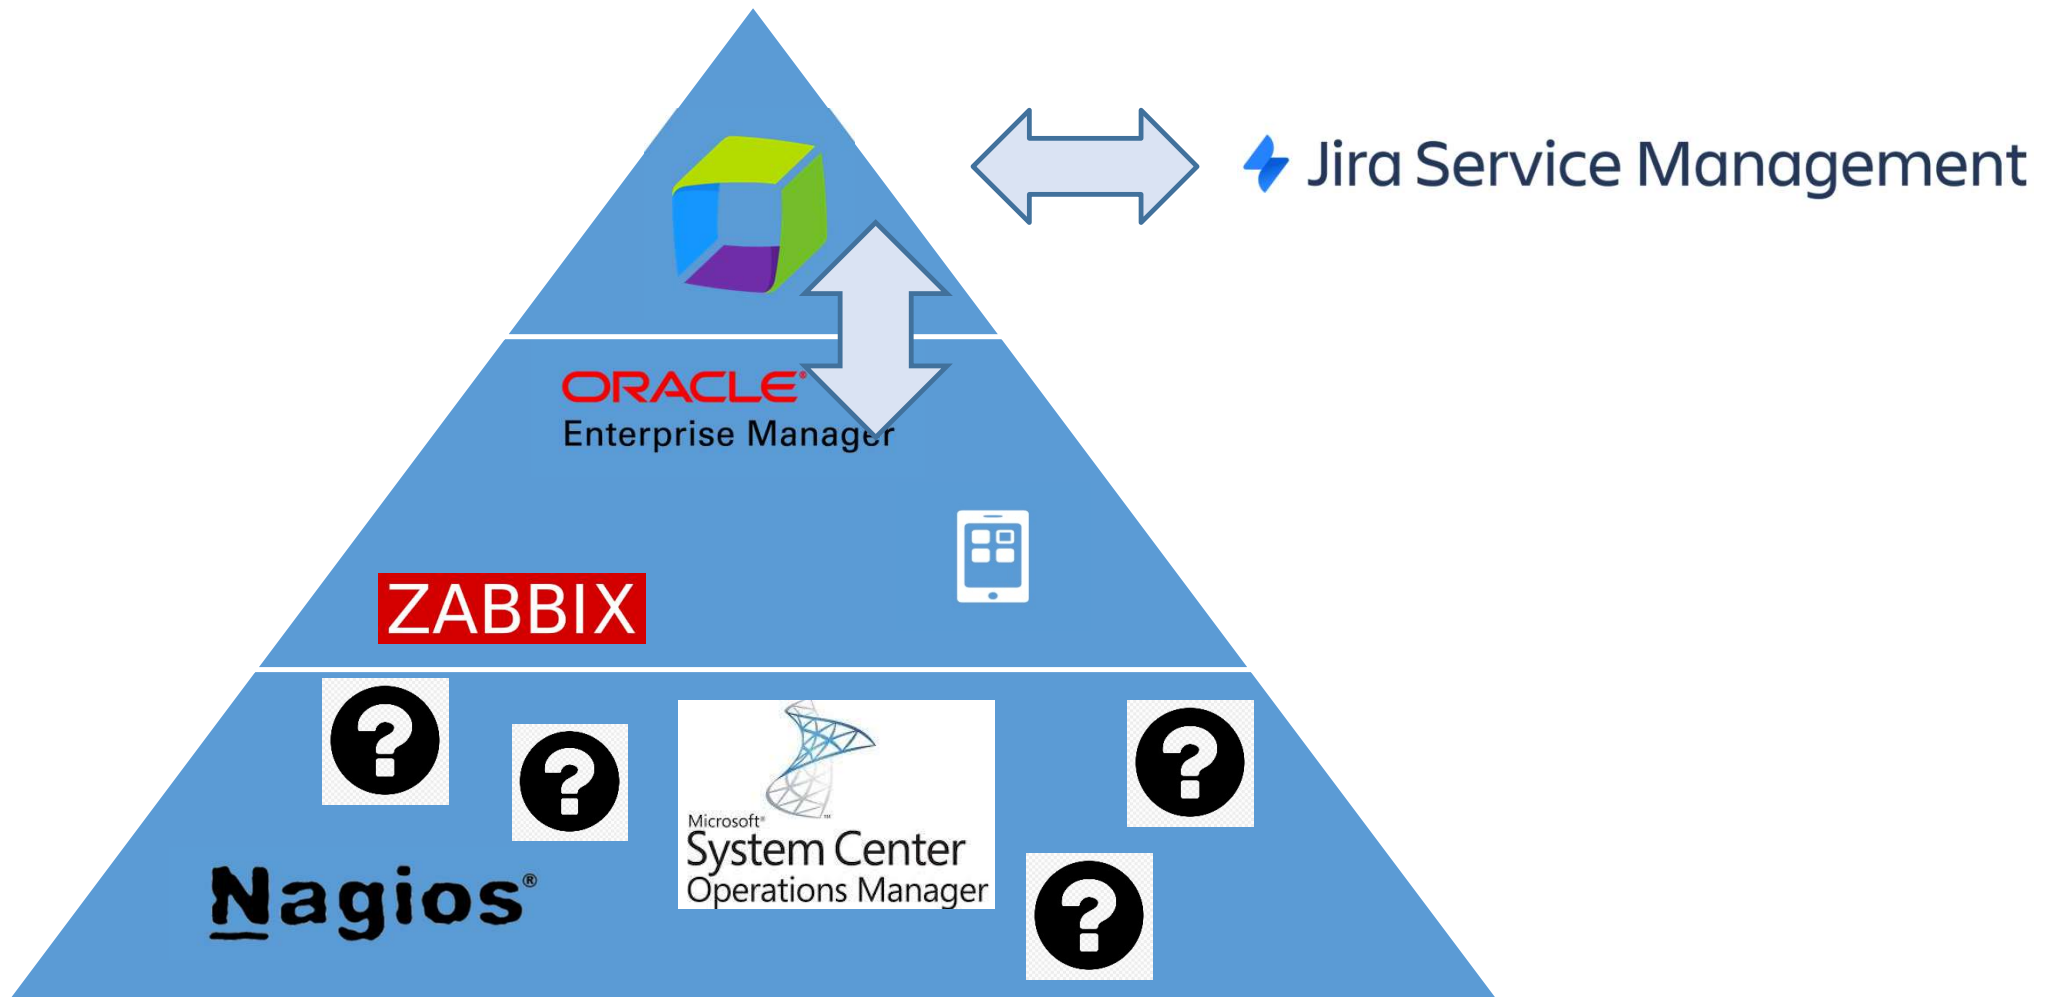 Jira Service Management
ORACLE®
Enterprise Manager
ZABBIX
?
?
?
Microsoft®
System Center
Operations Manager
Nagios®
?